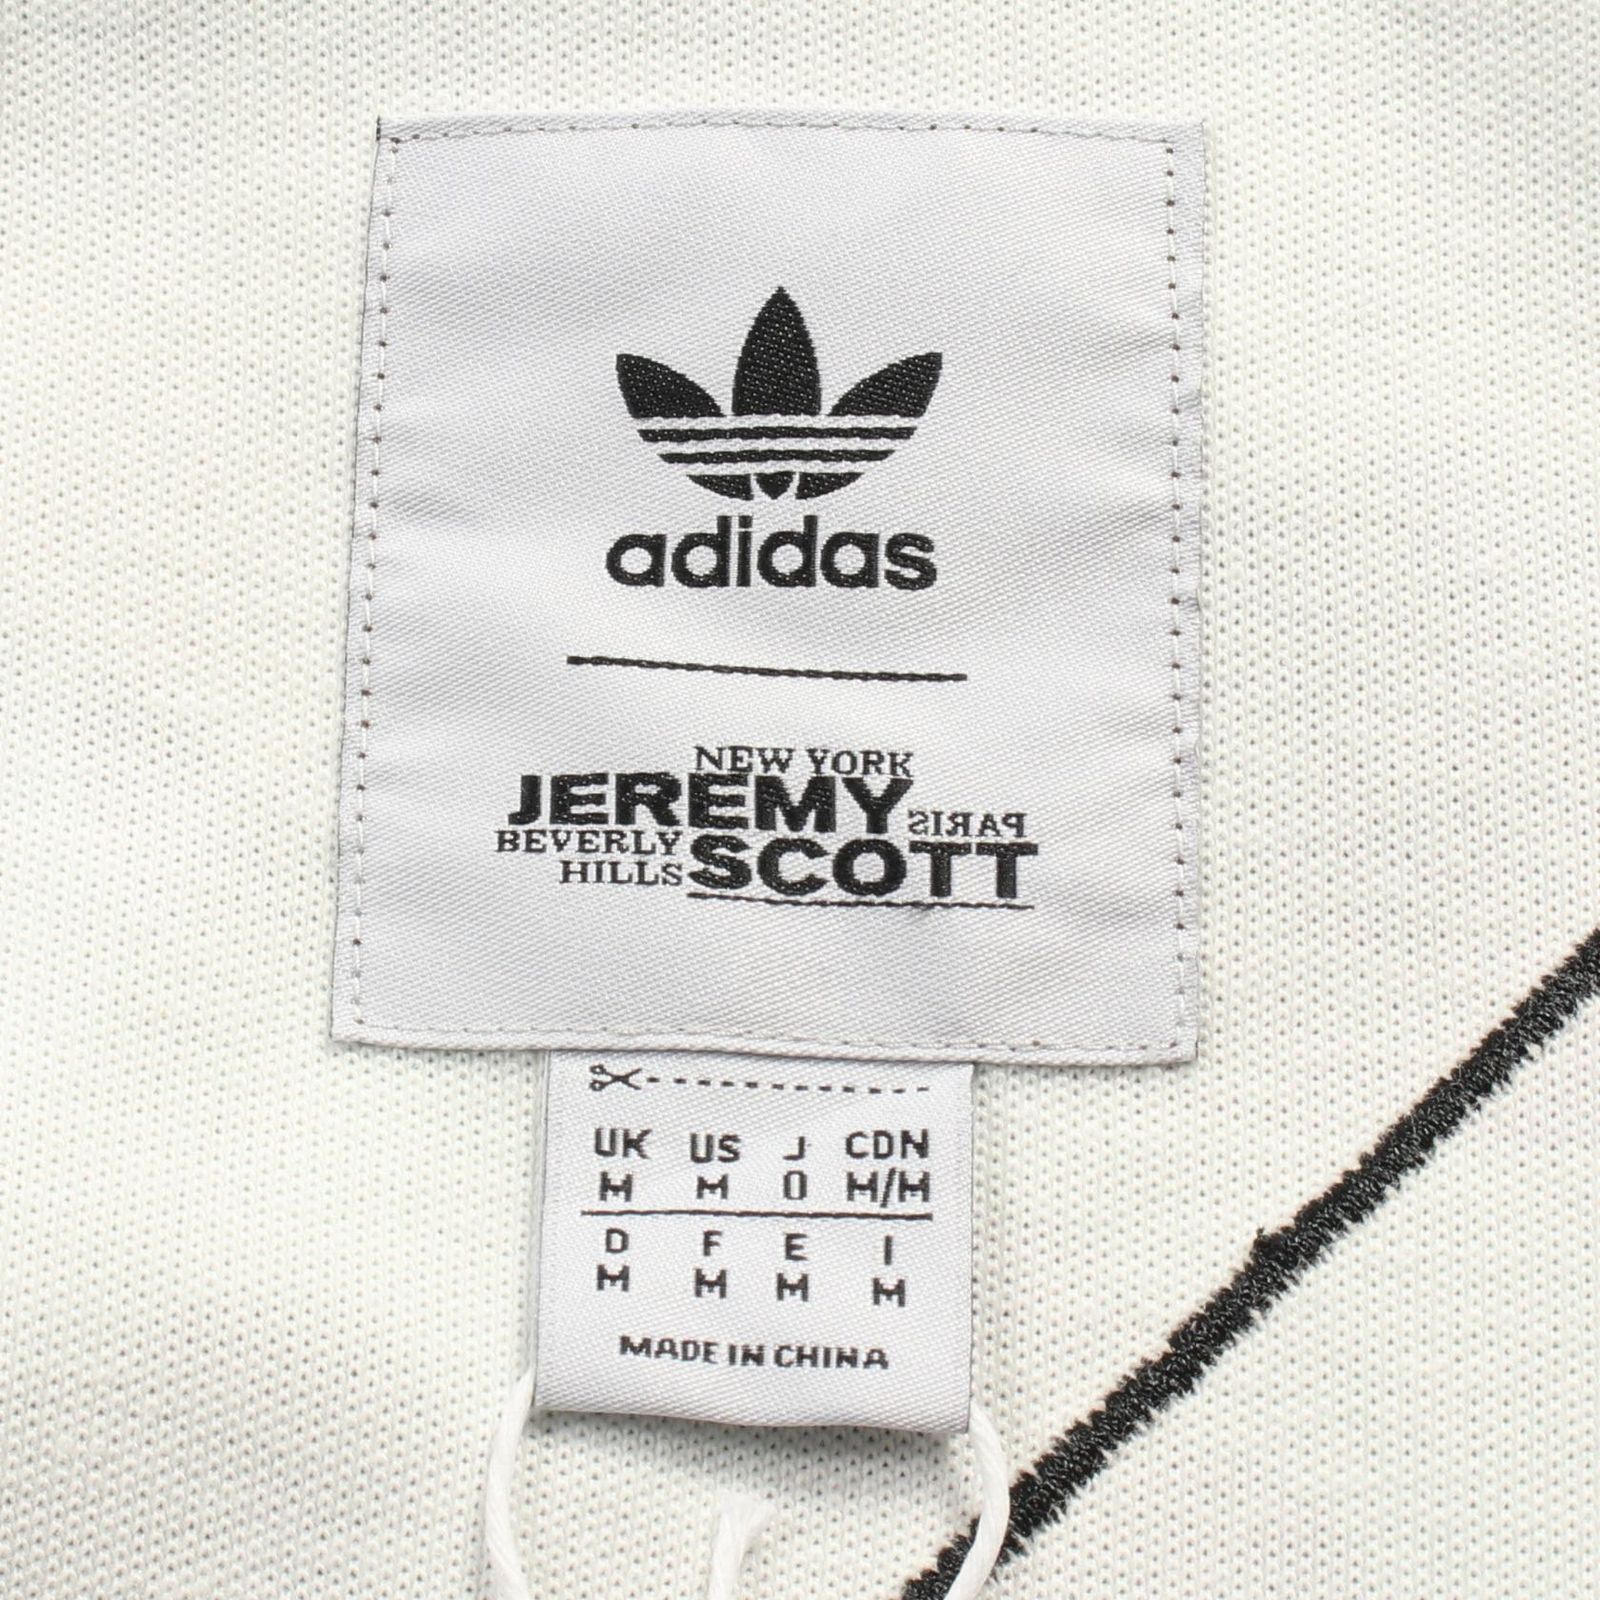 adidas
NEW YORK
JEREMY PARIS
BEVERLY
HILLS SCOTT
UK US J CDN
M M O M/M
D F E I
M M M M
MADE IN CHINA